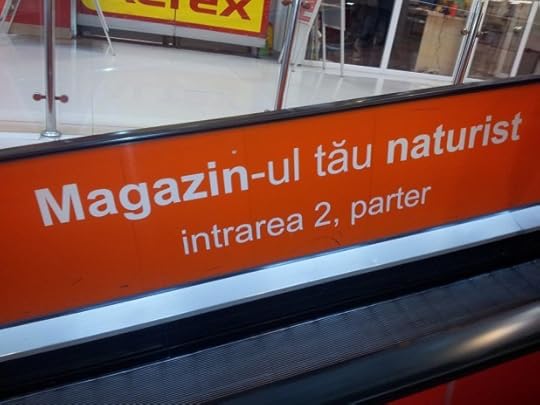 Magazin-ul tău naturist
intrarea 2, parter